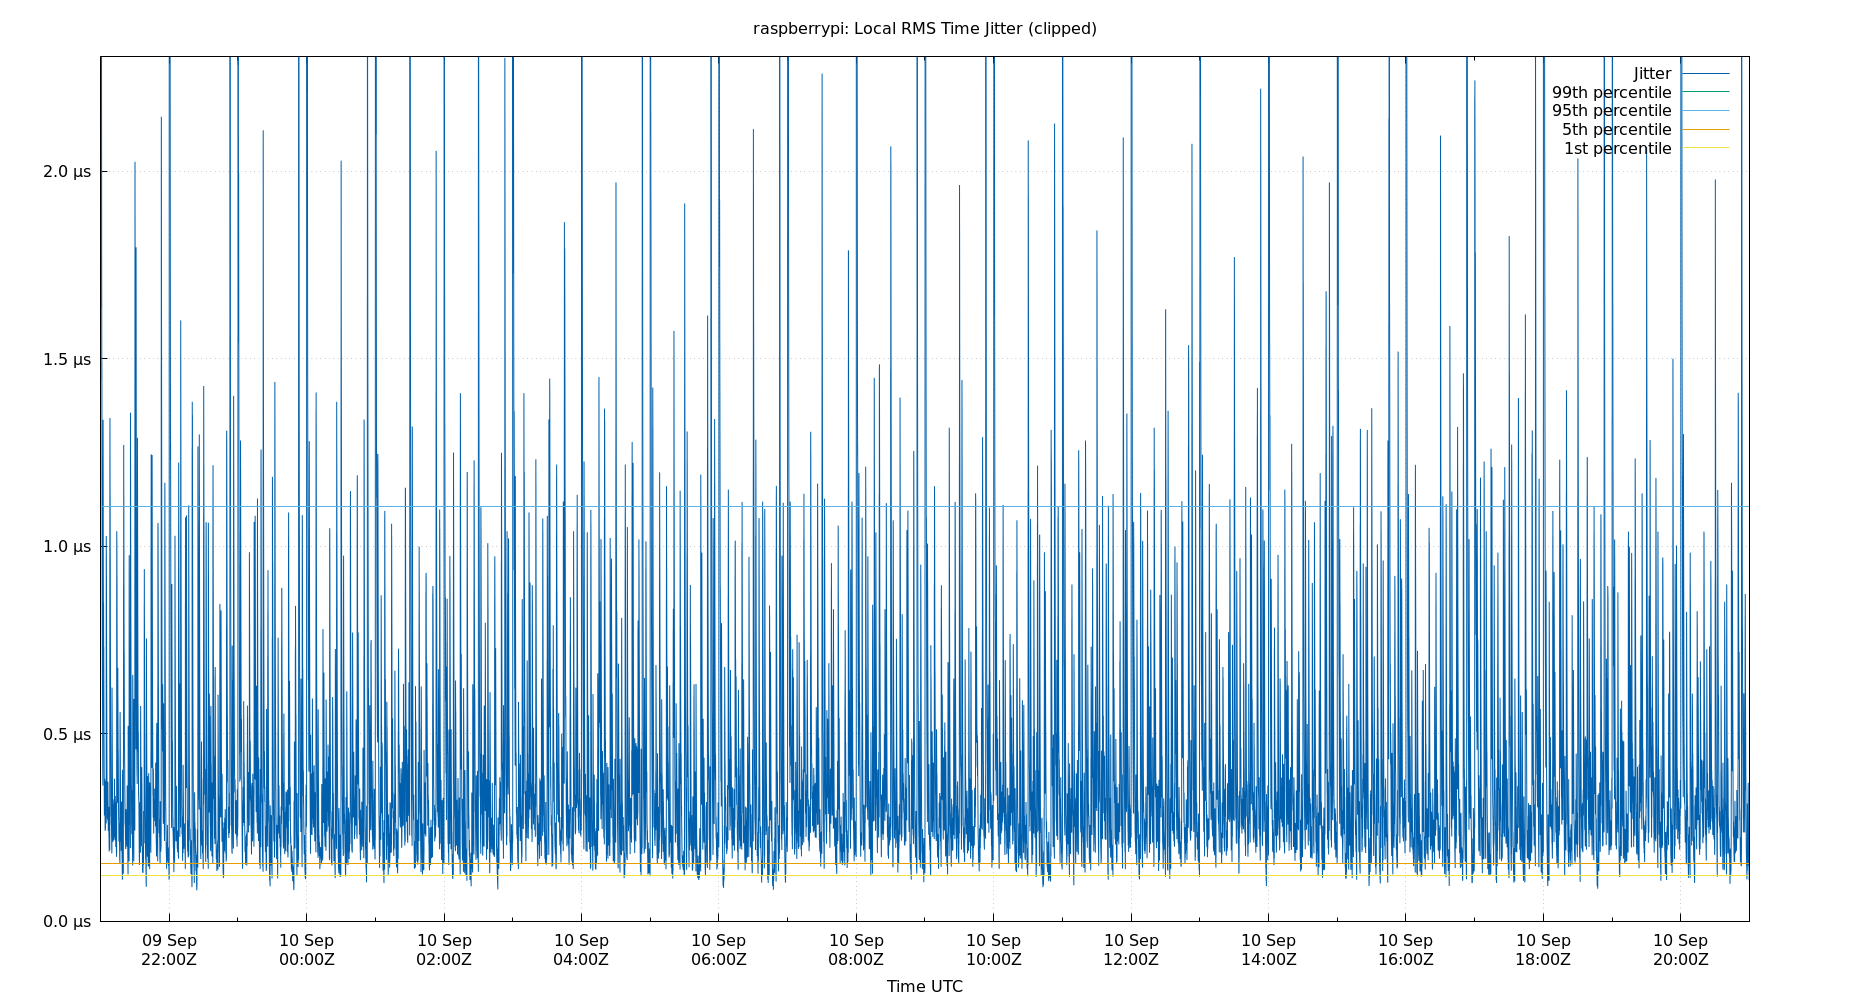 raspberrypi: Local RMS Time Jitter (clipped)
Jitter
99th percentile
95th percentile
5th percentile
1st percentile
2.0 µs
1.5 µs
1.0 µs
0.5 µs
0.0 µs
09 Sep 10 Sep 10 Sep 10 Sep 10 Sep 10 Sep 10 Sep 10 Sep 10 Sep 10 Sep 10 Sep 10 Sep
22:00Z 00:00Z 02:00Z 04:00Z 06:00Z 08:00Z 10:00Z 12:00Z 14:00Z 16:00Z 18:00Z 20:00Z
Time UTC